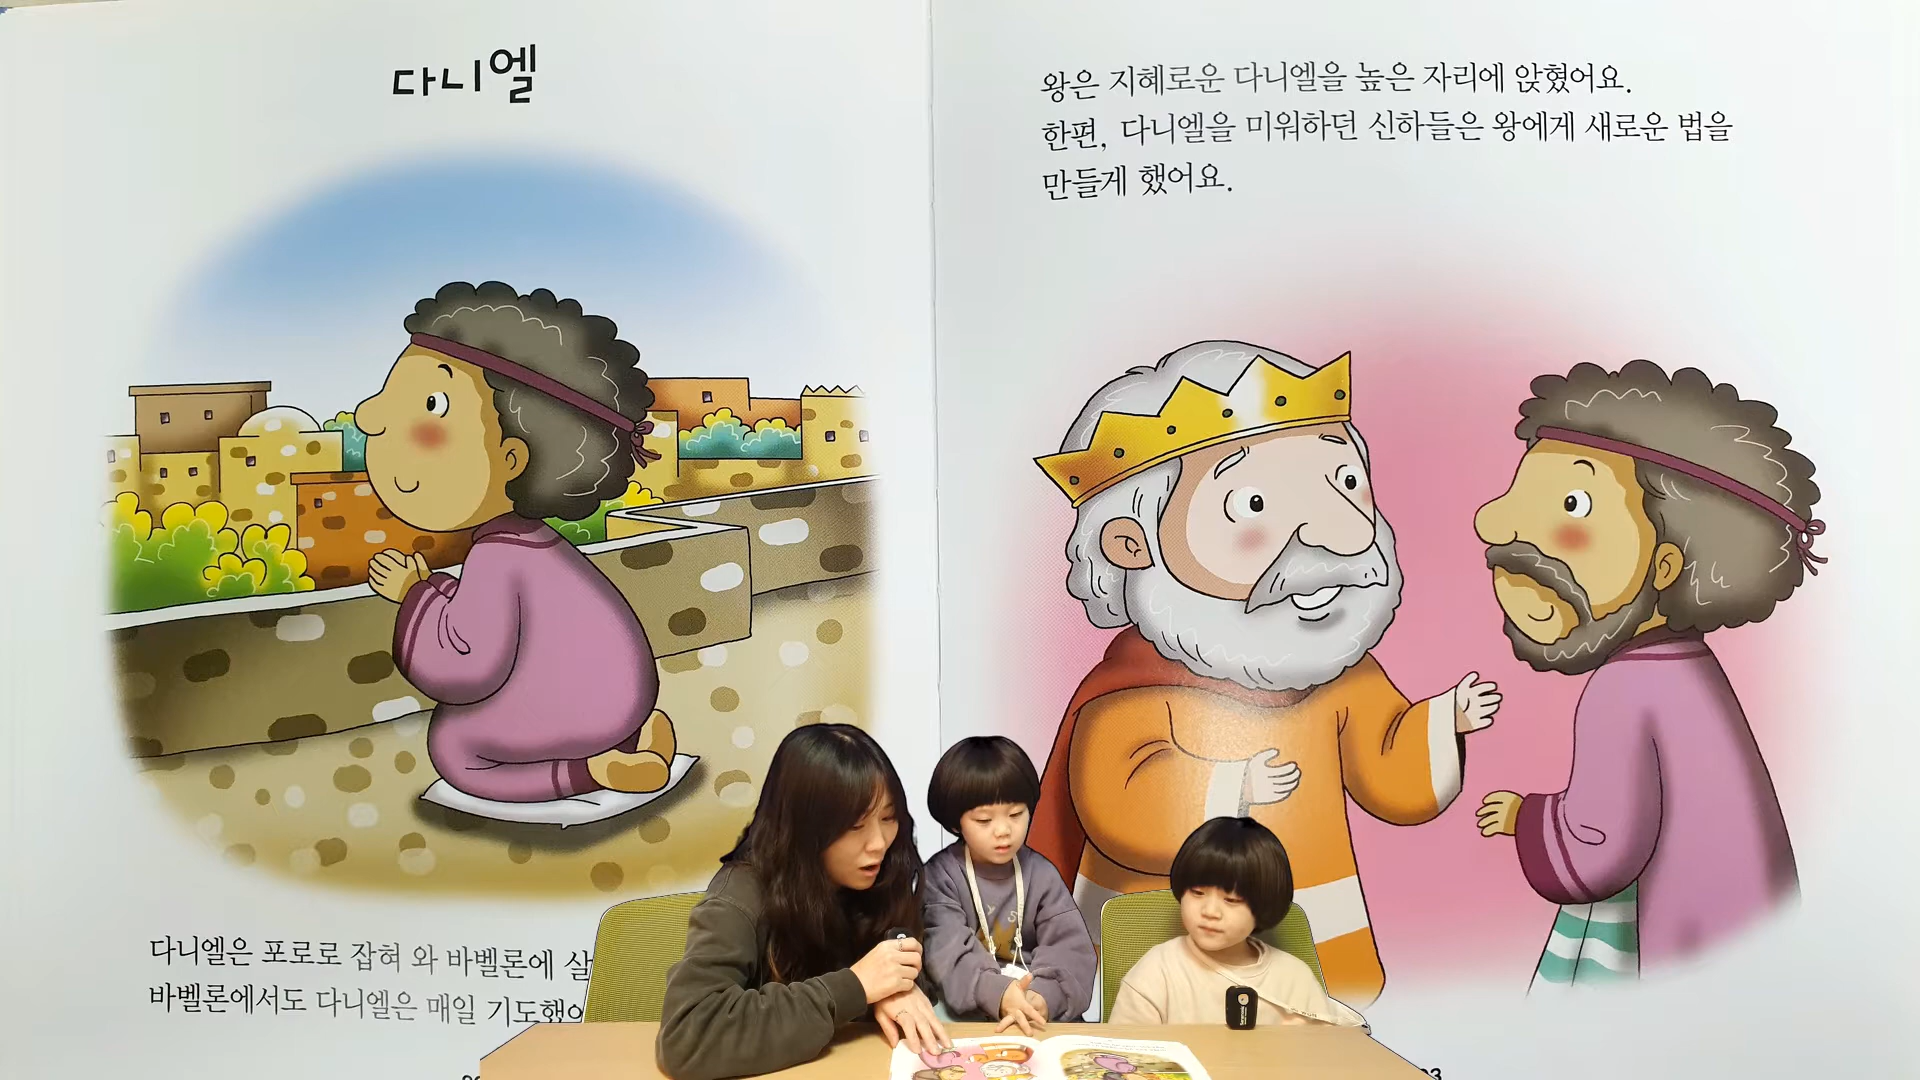 다니엘
다니엘은 포로로 잡혀 와 바벨론에
바벨론에서도 다니엘은 매일
왕은 지혜로운 다니엘을 높은 자리에 앉혔어요.
한편, 다니엘을 미워하던 신하들은 왕에게 새로운 법을
만들게 했어요.